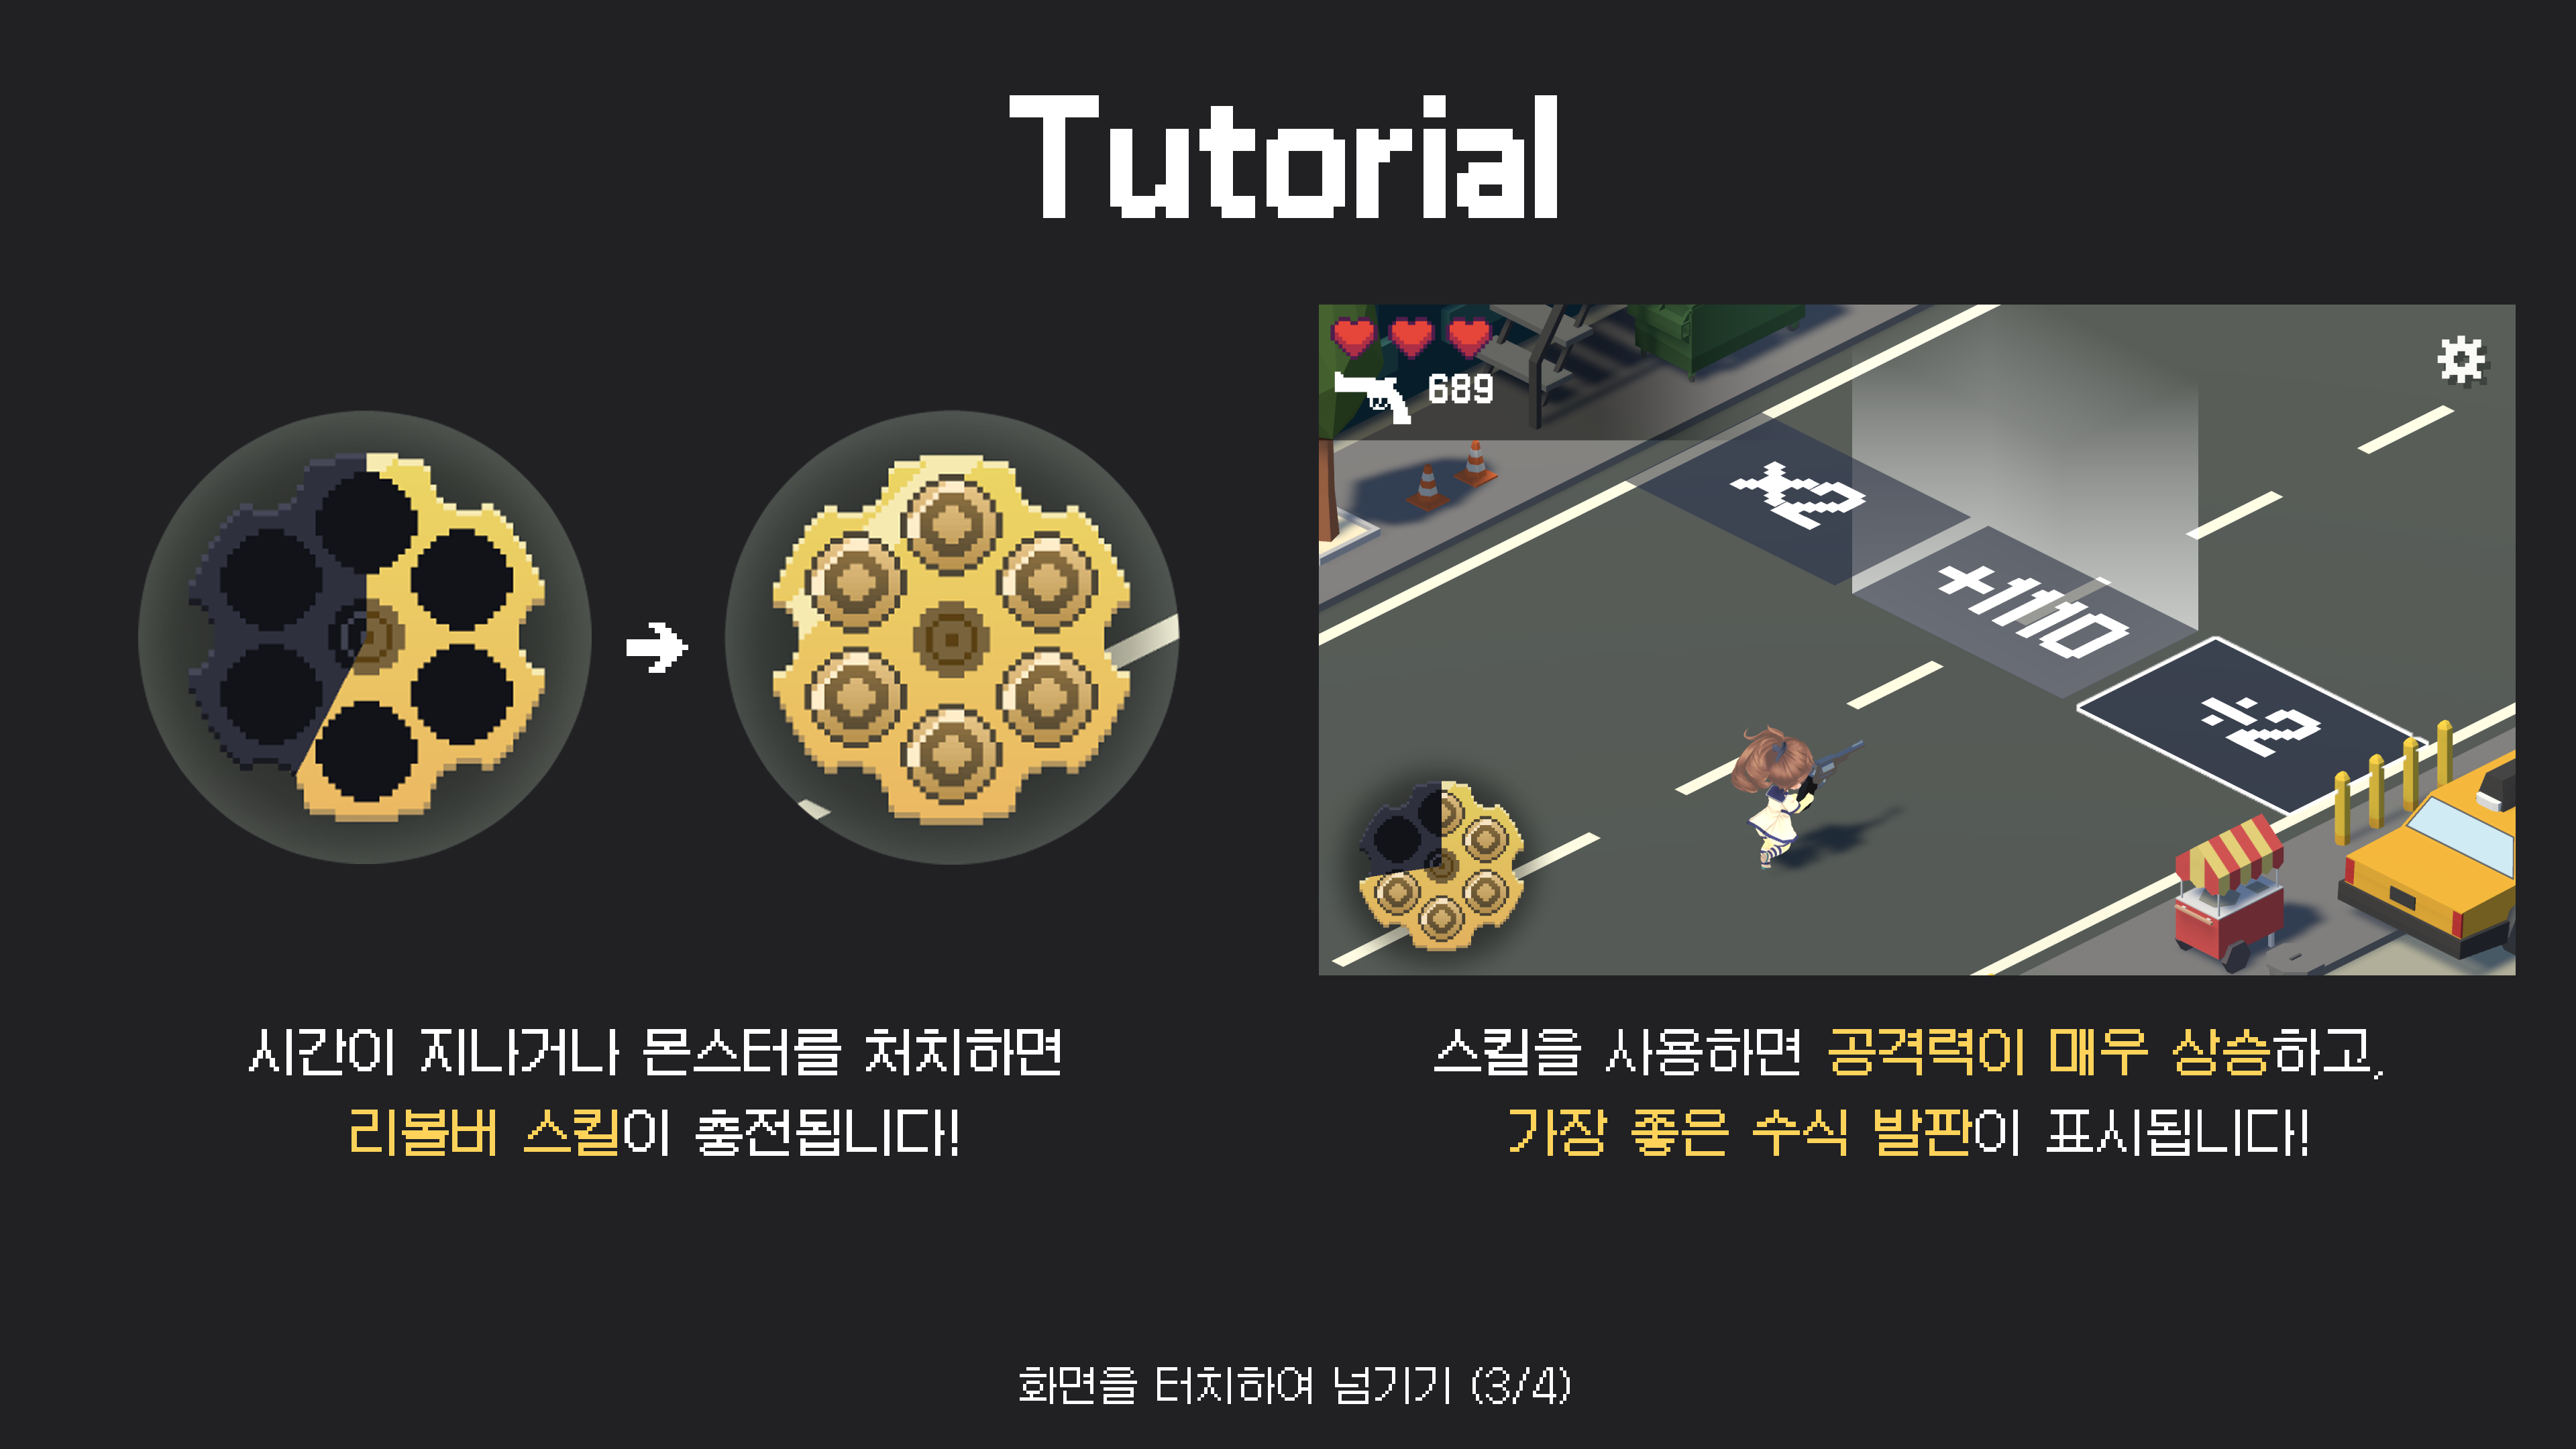 Tutorial
689
×2
+1110
÷2
시간이 지나거나 몬스터를 처치하면
리볼버 스킬이 충전됩니다!
스킬을 사용하면 공격력이 매우 상승하고,
가장 좋은 수식 발판이 표시됩니다!
화면을 터치하여 넘기기 (3/4)